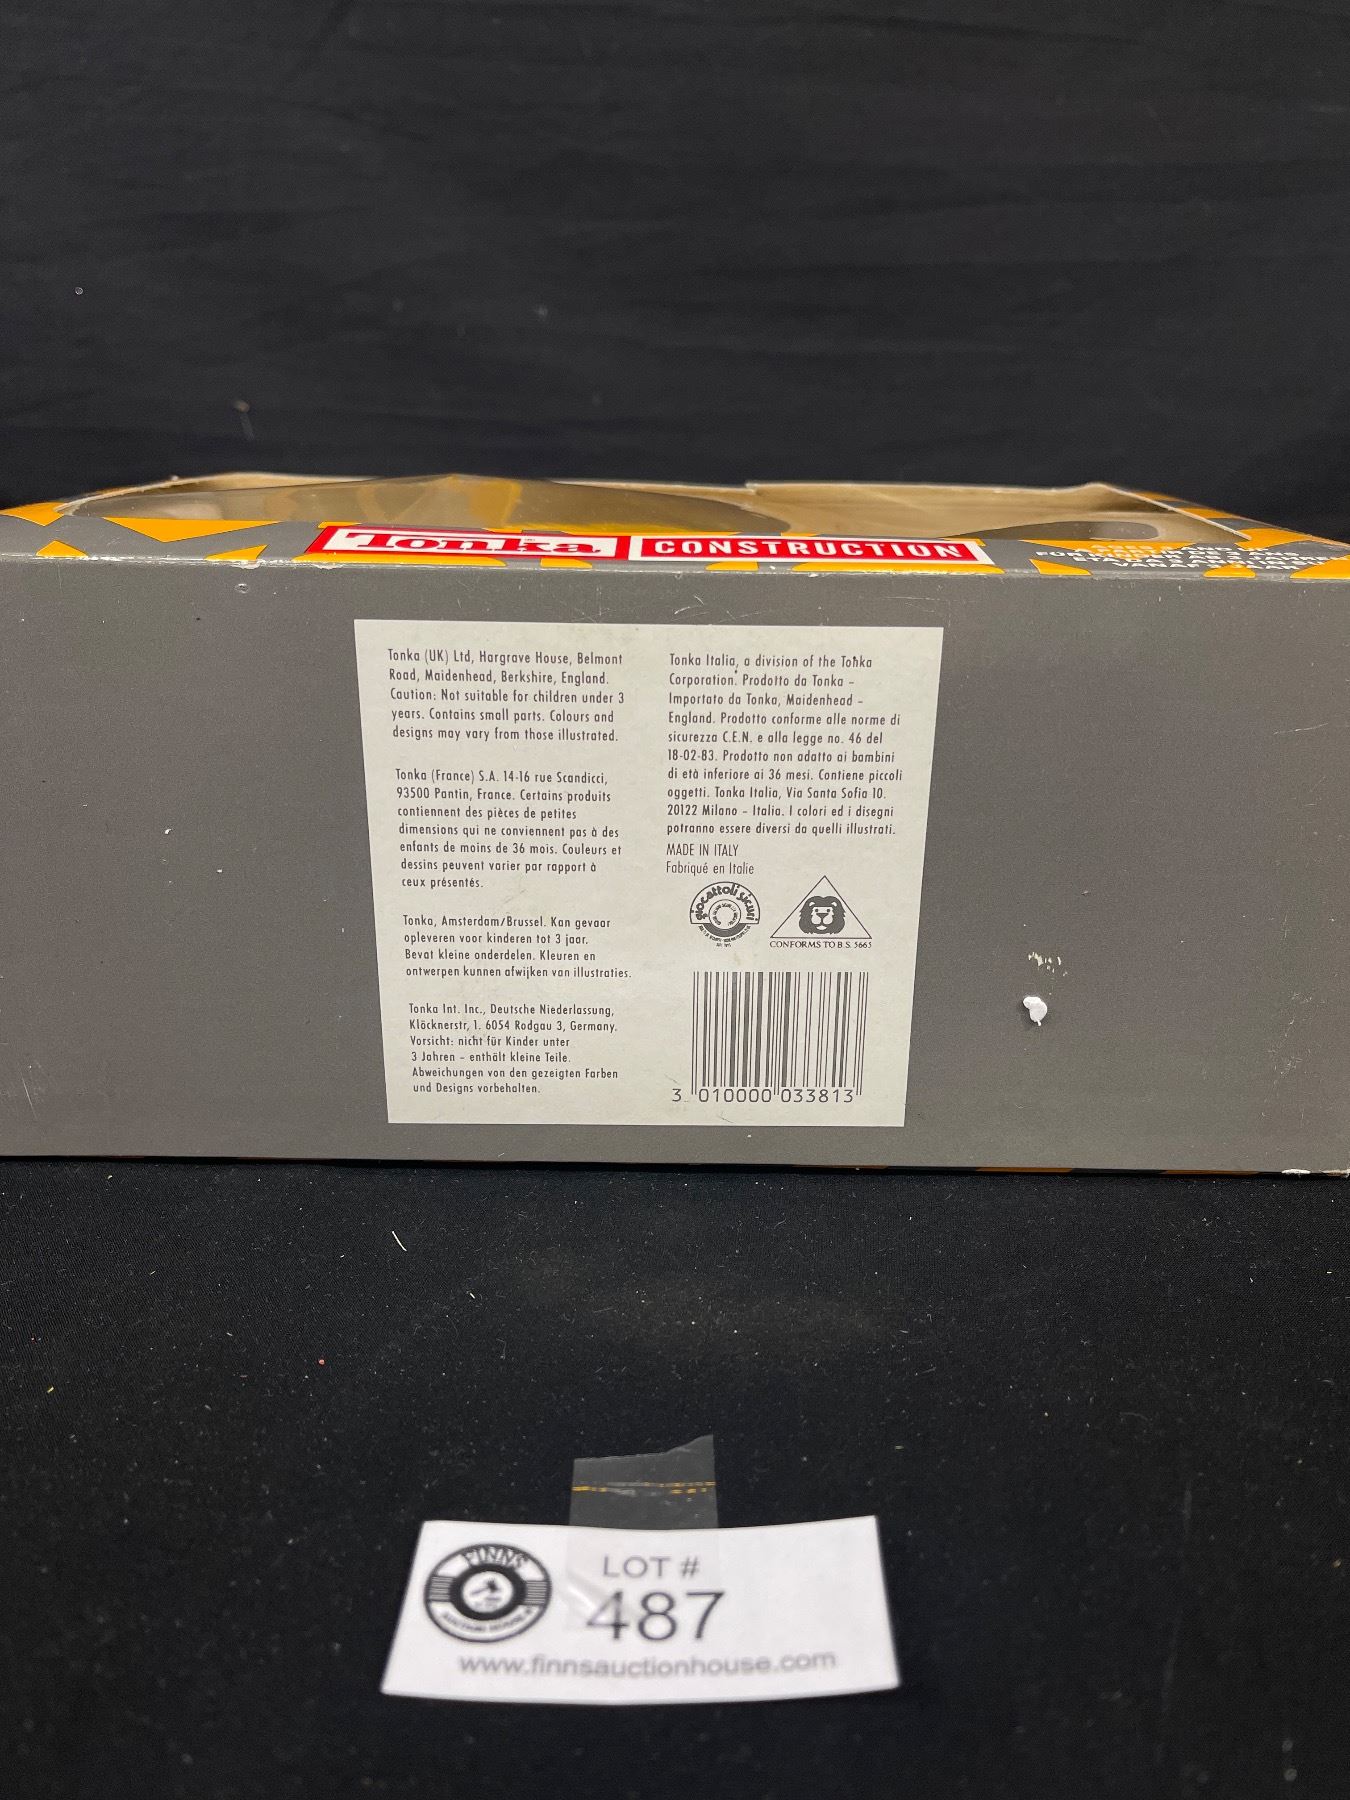 Tonka CONSTRUCTION
Tonka (UK) Ltd, Hargrave House, Belmont
Road, Maidenhead, Berkshire, England.
Caution: Not suitable for children under 3
years. Contains small parts. Colours and
designs may vary from those illustrated.
Tonka (France) S.A. 14-16 rue Scandicci,
93500 Pantin, France. Certains produits
contiennent des pièces de petites
dimensions qui ne conviennent pas à des
enfants de moins de 36 mois. Couleurs et
dessins peuvent varier par rapport à
ceux présentés.
Tonka, Amsterdam/Brussel. Kan gevaar
opleveren voor kinderen tot 3 jaar.
Bevat kleine onderdelen. Kleuren en
ontwerpen kunnen afwijken van illustraties.
Tonka Int. Inc., Deutsche Niederlassung,
Klöcknerstr, 1. 6054 Rodgau 3, Germany.
Vorsicht: nicht für Kinder unter
3 Jahren – enthält kleine Teile.
Abweichungen von den gezeigten Farben
und Designs vorbehalten.
Tonka Italia, a division of the Tonka
Corporation. Prodotto da Tonka –
Importato da Tonka, Maidenhead –
England. Prodotto conforme alle norme di
sicurezza C.E.N. e alla legge no. 46 del
18-02-83. Prodotto non adatto ai bambini
di età inferiore ai 36 mesi. Contiene piccoli
oggetti. Tonka Italia, Via Santa Sofia 10.
20122 Milano – Italia. I colori ed i disegni
potranno essere diversi da quelli illustrati.
MADE IN ITALY
Fabriqué en Italie
giocattoli sicuri
CONFORMS TO B.S. 5665
3 010000 033813
FINNS
AUCTION HOUSE
LOT #
487
www.finnsauctionhouse.com